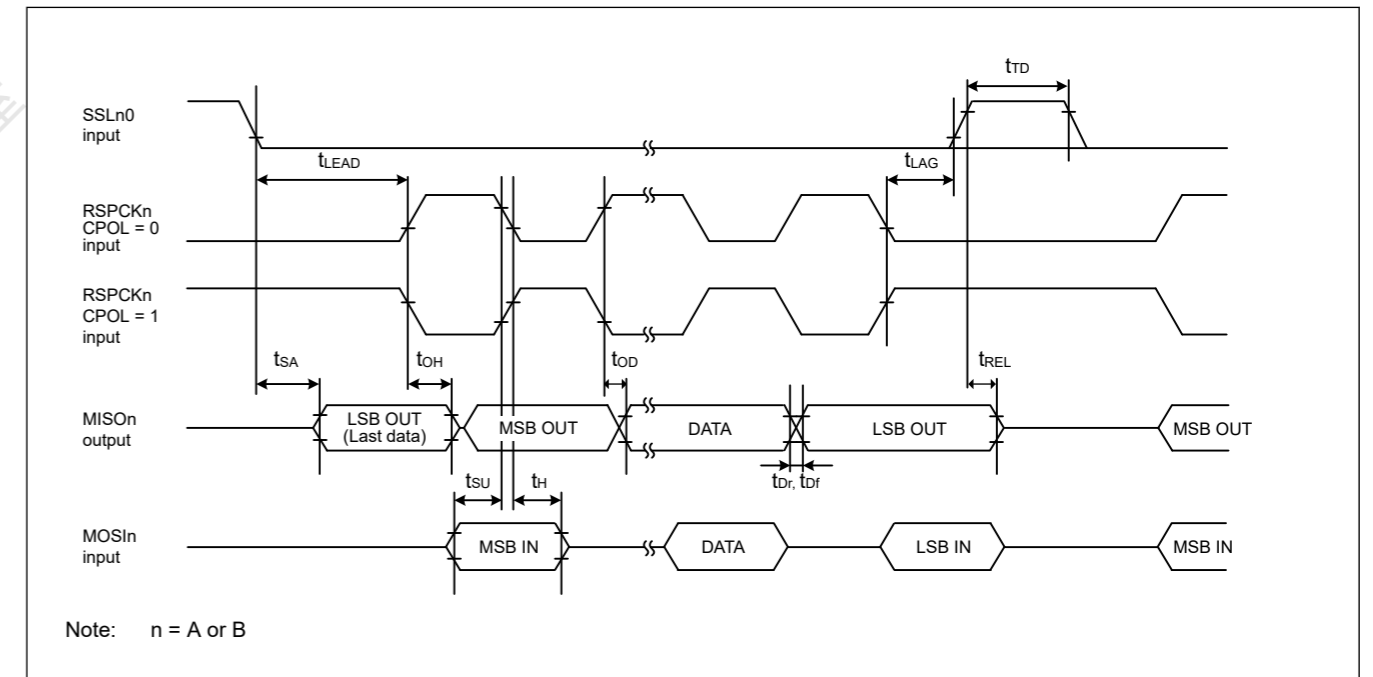 tTD
SSLn0
input
tLEAD
tLAG
RSPCKn
CPOL = 0
input
RSPCKn
CPOL = 1
input
tSA
tOH
tOD
tREL
MISOn
output
LSB OUT
(Last data)
MSB OUT
DATA
LSB OUT
MSB OUT
tSU
tH
tDr, tDf
MOSIn
input
MSB IN
DATA
LSB IN
MSB IN
Note: n = A or B